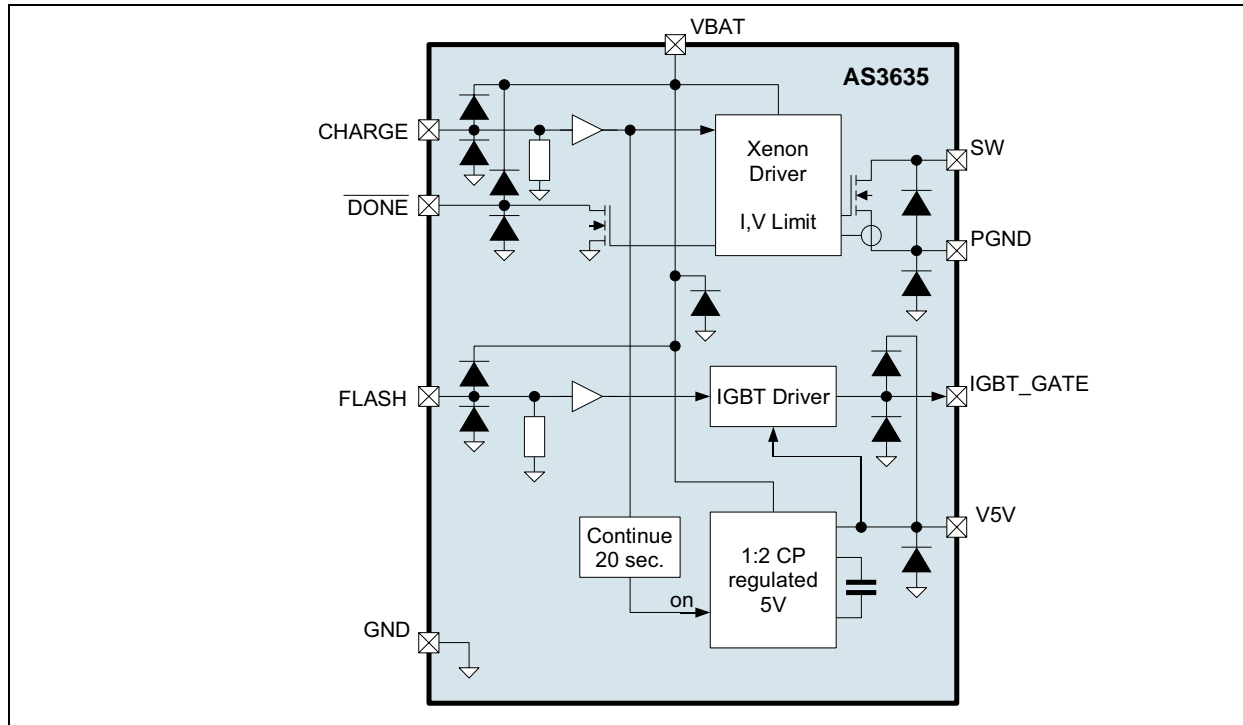 VBAT
AS3635
CHARGE
Xenon
Driver
I,V Limit
SW
DONE
PGND
FLASH
IGBT Driver
IGBT_GATE
Continue
20 sec.
1:2 CP
regulated
5V
V5V
on
GND